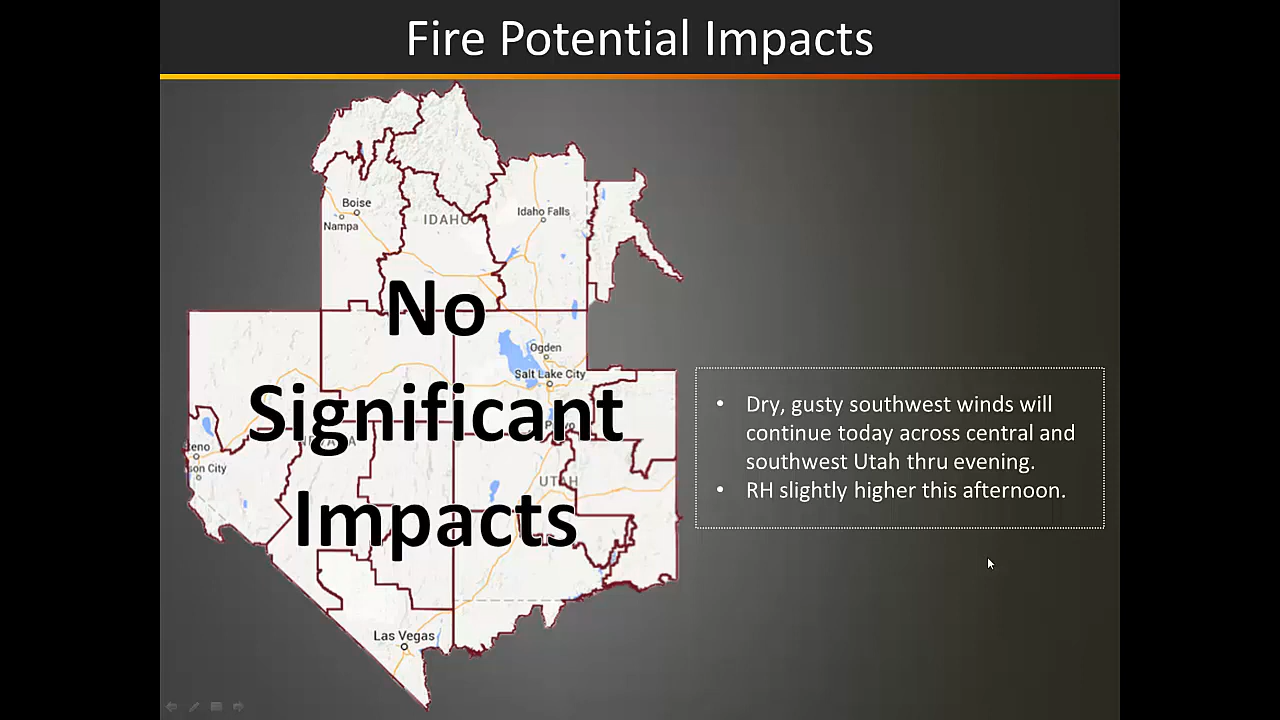 Fire Potential Impacts
Boise
Nampa
IDAHO
Idaho Falls
No
Ogden
Salt Lake City
Significant
UTAH
Impacts
Las Vegas
• Dry, gusty southwest winds will
continue today across central and
southwest Utah thru evening.
• RH slightly higher this afternoon.